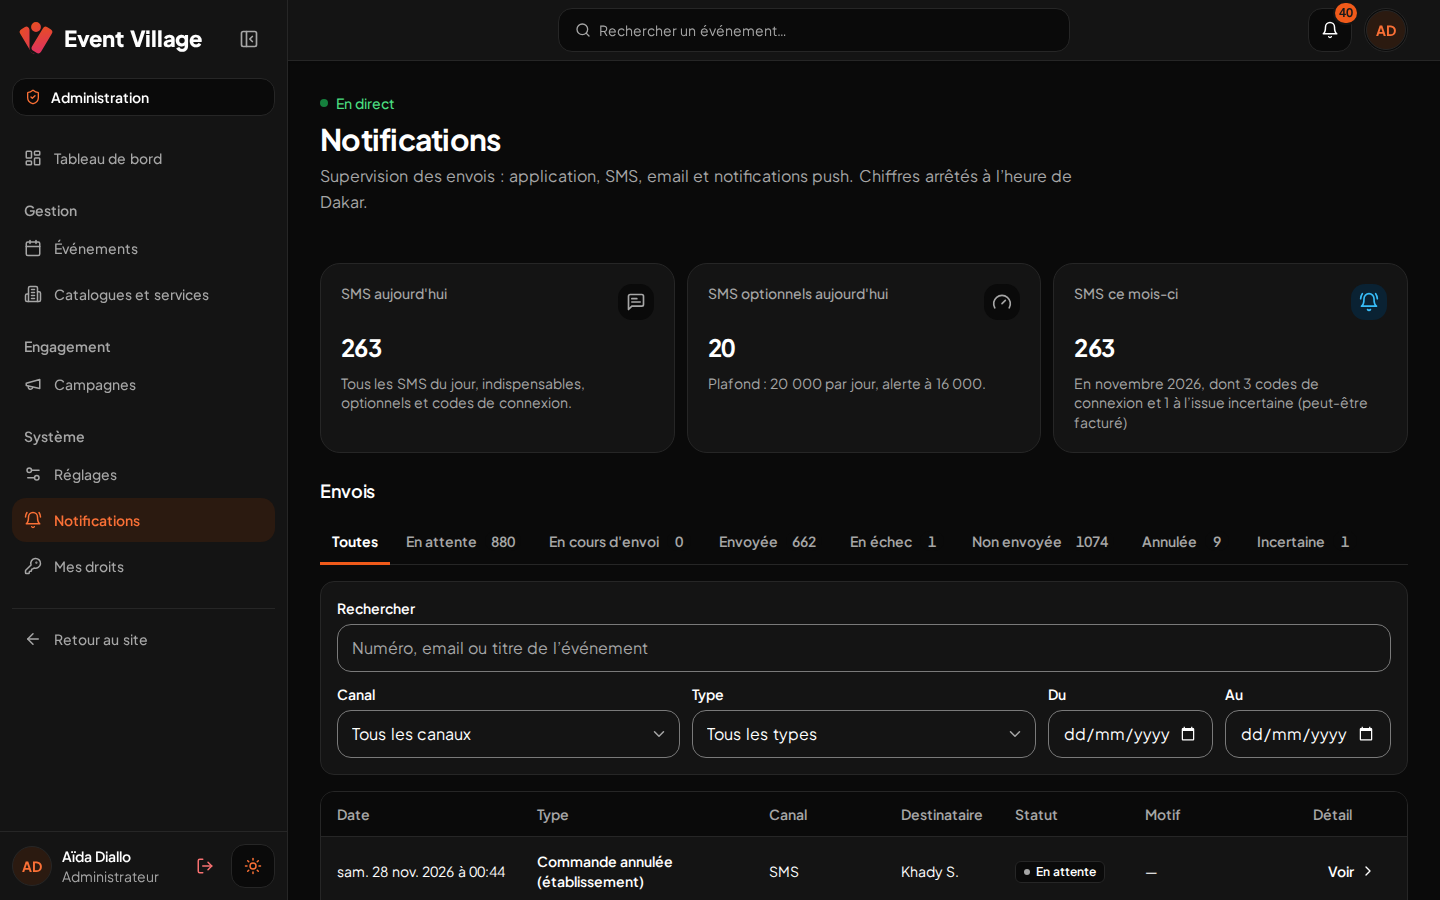 Event Village
Administration
Tableau de bord
Gestion
Événements
Catalogues et services
Engagement
Campagnes
Système
Réglages
Notifications
Mes droits
Retour au site
AD
Aïda Diallo
Administrateur
Rechercher un événement…
40
AD
En direct
Notifications
Supervision des envois : application, SMS, email et notifications push. Chiffres arrêtés à l’heure de
Dakar.
SMS aujourd'hui
263
Tous les SMS du jour, indispensables,
optionnels et codes de connexion.
SMS optionnels aujourd'hui
20
Plafond : 20 000 par jour, alerte à 16 000.
SMS ce mois-ci
263
En novembre 2026, dont 3 codes de
connexion et 1 à l’issue incertaine (peut-être
facturé)
Envois
Toutes En attente 880 En cours d'envoi 0 Envoyée 662 En échec 1 Non envoyée 1074 Annulée 9 Incertaine 1
Rechercher
Numéro, email ou titre de l’événement
Canal Type Du Au
Tous les canaux Tous les types dd/mm/yyyy dd/mm/yyyy
Date Type Canal Destinataire Statut Motif Détail
sam. 28 nov. 2026 à 00:44 Commande annulée SMS Khady S. En attente — Voir
(établissement)